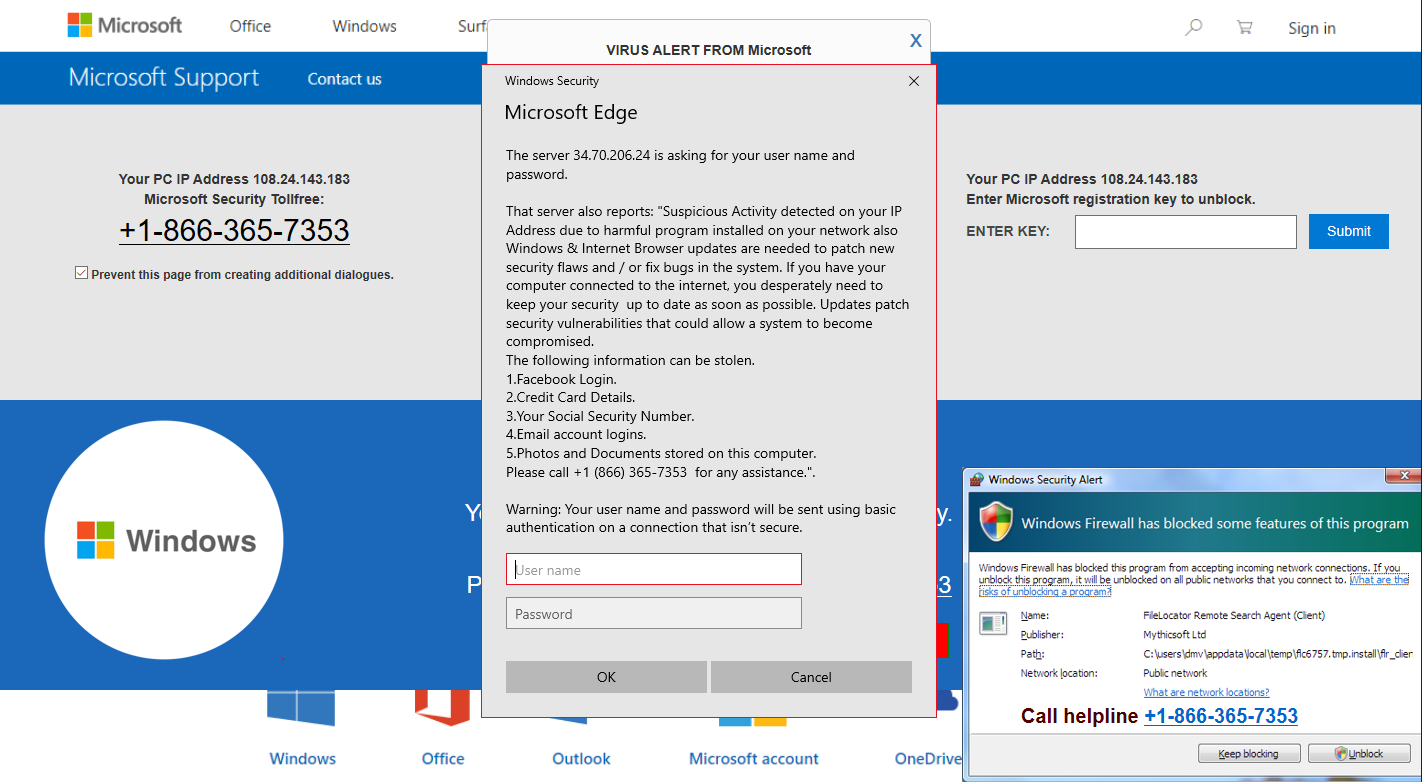 Microsoft Office Windows Surf Sign in
Microsoft Support Contact us
VIRUS ALERT FROM Microsoft X
Your PC IP Address 108.24.143.183
Microsoft Security Tollfree:
+1-866-365-7353
Prevent this page from creating additional dialogues.
Windows Security
Microsoft Edge
The server 34.70.206.24 is asking for your user name and
password.
That server also reports: "Suspicious Activity detected on your IP
Address due to harmful program installed on your network also
Windows & Internet Browser updates are needed to patch new
security flaws and / or fix bugs in the system. If you have your
computer connected to the internet, you desperately need to
keep your security up to date as soon as possible. Updates patch
security vulnerabilities that could allow a system to become
compromised.
The following information can be stolen.
1.Facebook Login.
2.Credit Card Details.
3.Your Social Security Number.
4.Email account logins.
5.Photos and Documents stored on this computer.
Please call +1 (866) 365-7353 for any assistance.".
Warning: Your user name and password will be sent using basic
authentication on a connection that isn't secure.
User name
Password
OK Cancel
Your PC IP Address 108.24.143.183
Enter Microsoft registration key to unblock.
ENTER KEY: Submit
Windows
y.
53
Windows Security Alert
Windows Firewall has blocked some features of this program
Windows Firewall has blocked this program from accepting incoming network connections. If you
unblock this program, it will be unblocked on all public networks that you connect to. What are the
risks of unblocking a program?
Name: FileLocator Remote Search Agent (Client)
Publisher: Mythicsoft Ltd
Path: C:\users\dmv\appdata\local\temp\flc6757.tmp.install\flr_clien
Network location: Public network
What are network locations?
Call helpline +1-866-365-7353
Keep blocking Unblock
Windows Office Outlook Microsoft account OneDrive